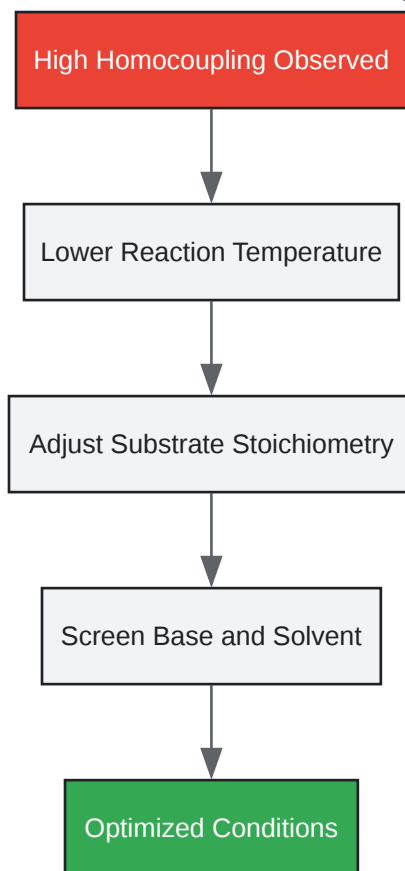 High Homocoupling Observed
Lower Reaction Temperature
Adjust Substrate Stoichiometry
Screen Base and Solvent
Optimized Conditions